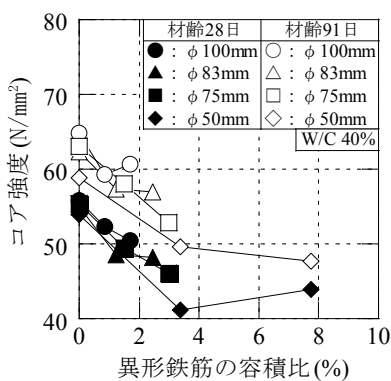 80
70
60
50
40
コア強度(N/mm²)
材齢28日 材齢91日
●：φ100mm ○：φ100mm
▲：φ83mm △：φ83mm
■：φ75mm □：φ75mm
◆：φ50mm ◇：φ50mm
W/C 40%
0 2 4 6 8 10
異形鉄筋の容積比(%)